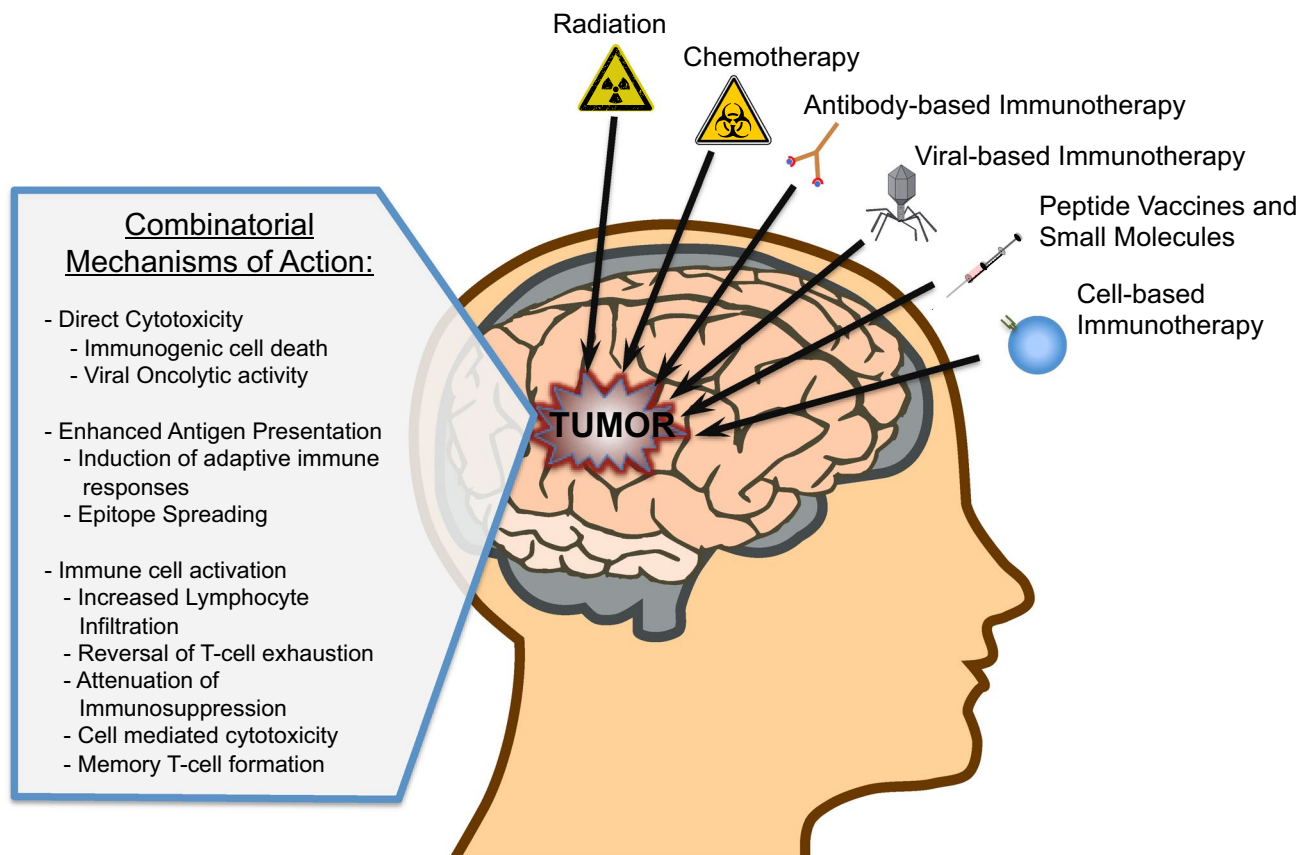 Radiation
Chemotherapy
Antibody-based Immunotherapy
Viral-based Immunotherapy
Peptide Vaccines and
Small Molecules
Cell-based
Immunotherapy
TUMOR
Combinatorial
Mechanisms of Action:
- Direct Cytotoxicity
- Immunogenic cell death
- Viral Oncolytic activity
- Enhanced Antigen Presentation
- Induction of adaptive immune
responses
- Epitope Spreading
- Immune cell activation
- Increased Lymphocyte
Infiltration
- Reversal of T-cell exhaustion
- Attenuation of
Immunosuppression
- Cell mediated cytotoxicity
- Memory T-cell formation